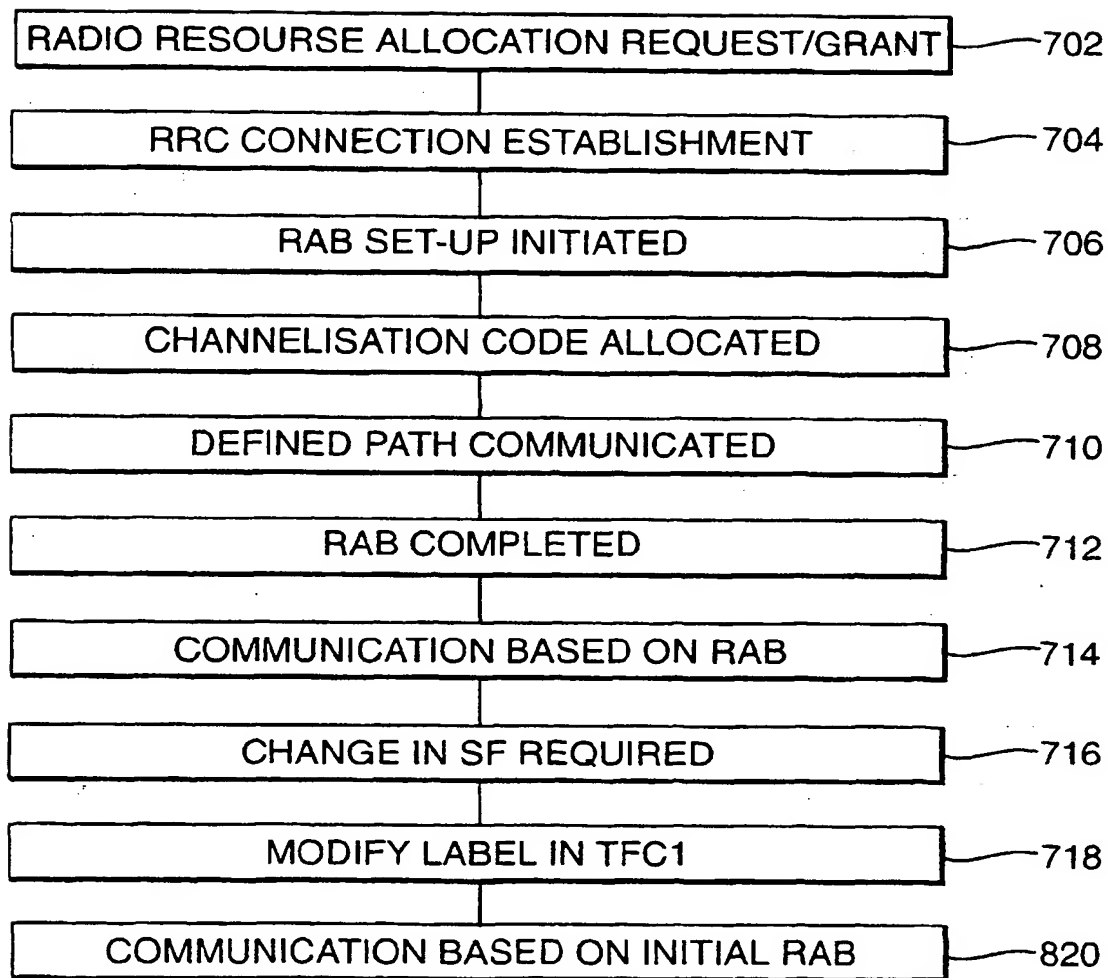 RADIO RESOURSE ALLOCATION REQUEST/GRANT 702
RRC CONNECTION ESTABLISHMENT 704
RAB SET-UP INITIATED 706
CHANNELISATION CODE ALLOCATED 708
DEFINED PATH COMMUNICATED 710
RAB COMPLETED 712
COMMUNICATION BASED ON RAB 714
CHANGE IN SF REQUIRED 716
MODIFY LABEL IN TFC1 718
COMMUNICATION BASED ON INITIAL RAB 820